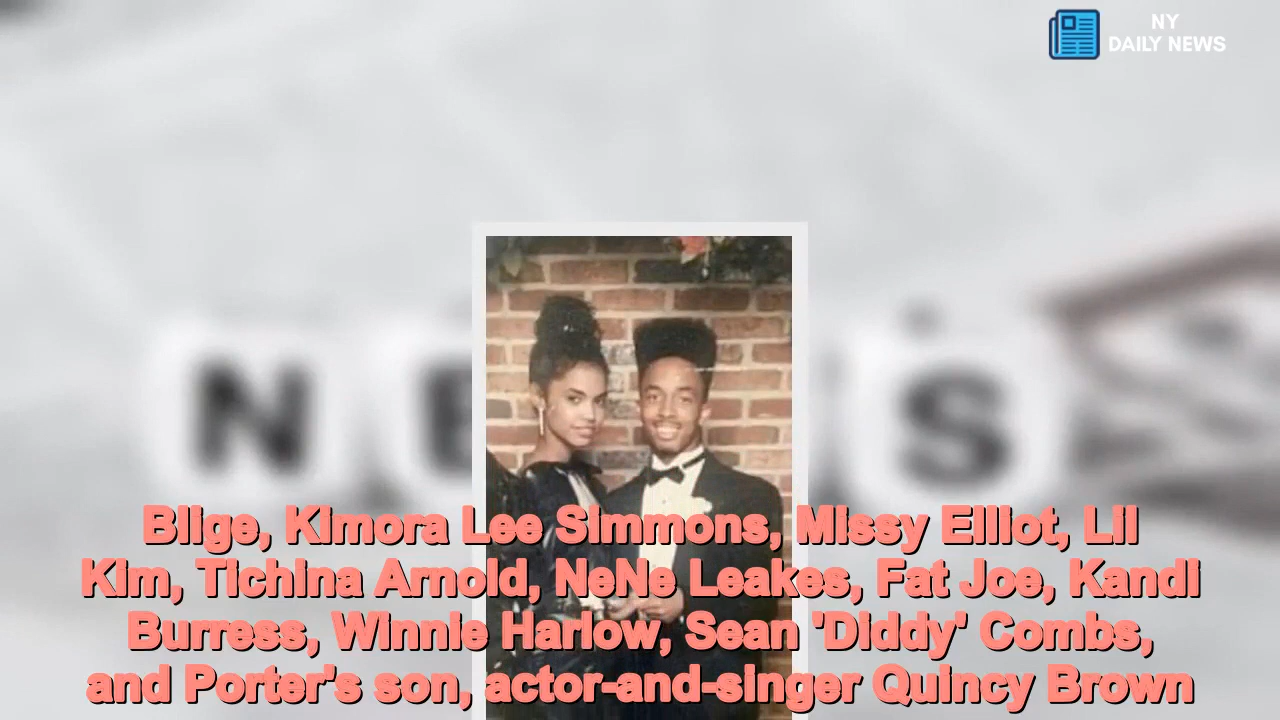 NY
DAILY NEWS
N E S
Blige, Kimora Lee Simmons, Missy Elliot, Lil
Kim, Tichina Arnold, NeNe Leakes, Fat Joe, Kandi
Burress, Winnie Harlow, Sean 'Diddy' Combs,
and Porter's son, actor-and-singer Quincy Brown